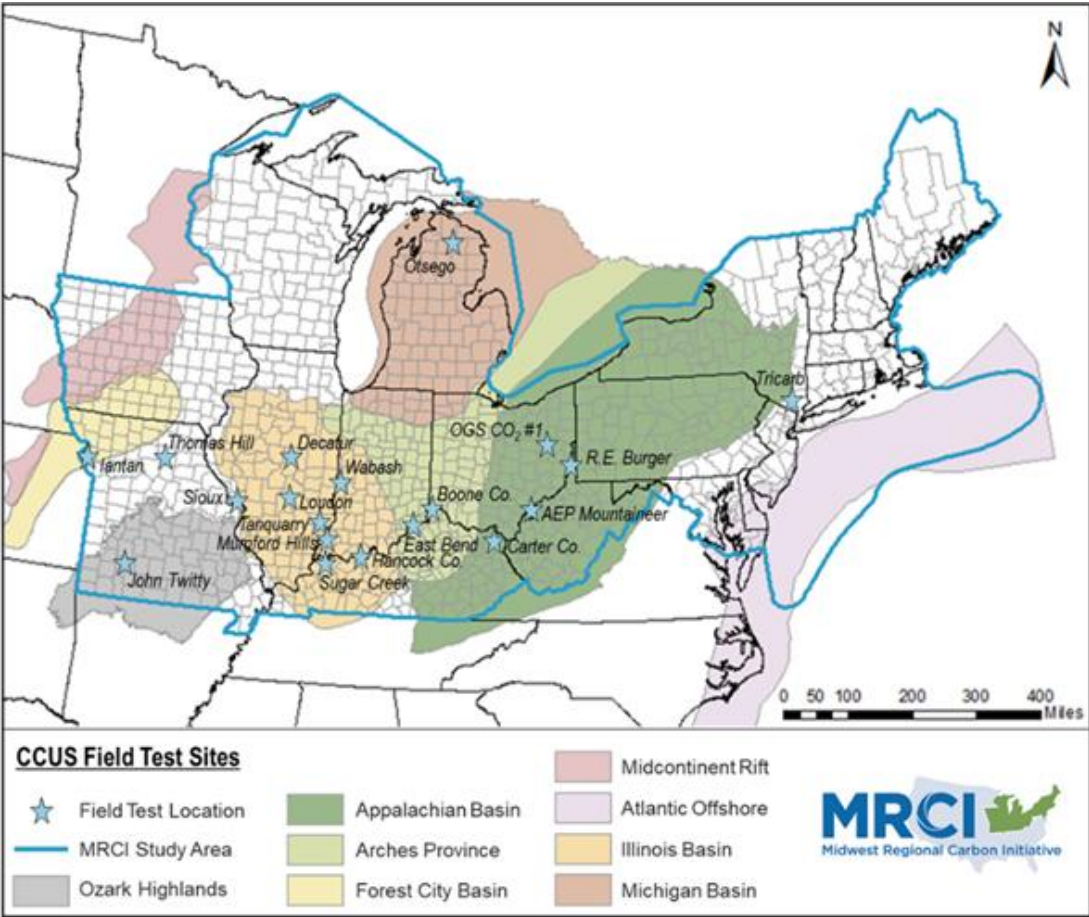 N
Otsego
Tricarb
OGS CO₂ #1
Thomas Hill
Decatur
R.E. Burger
Iantan
Wabash
Sioux
Loudon
Boone Co.
AEP Mountaineer
Tanquarry
Mumford Hills
East Bend
Carter Co.
Hancock Co.
John Twitty
Sugar Creek
0 50 100 200 300 400
Miles
CCUS Field Test Sites
Field Test Location
MRCI Study Area
Ozark Highlands
Appalachian Basin
Arches Province
Forest City Basin
Midcontinent Rift
Atlantic Offshore
Illinois Basin
Michigan Basin
MRCI
Midwest Regional Carbon Initiative